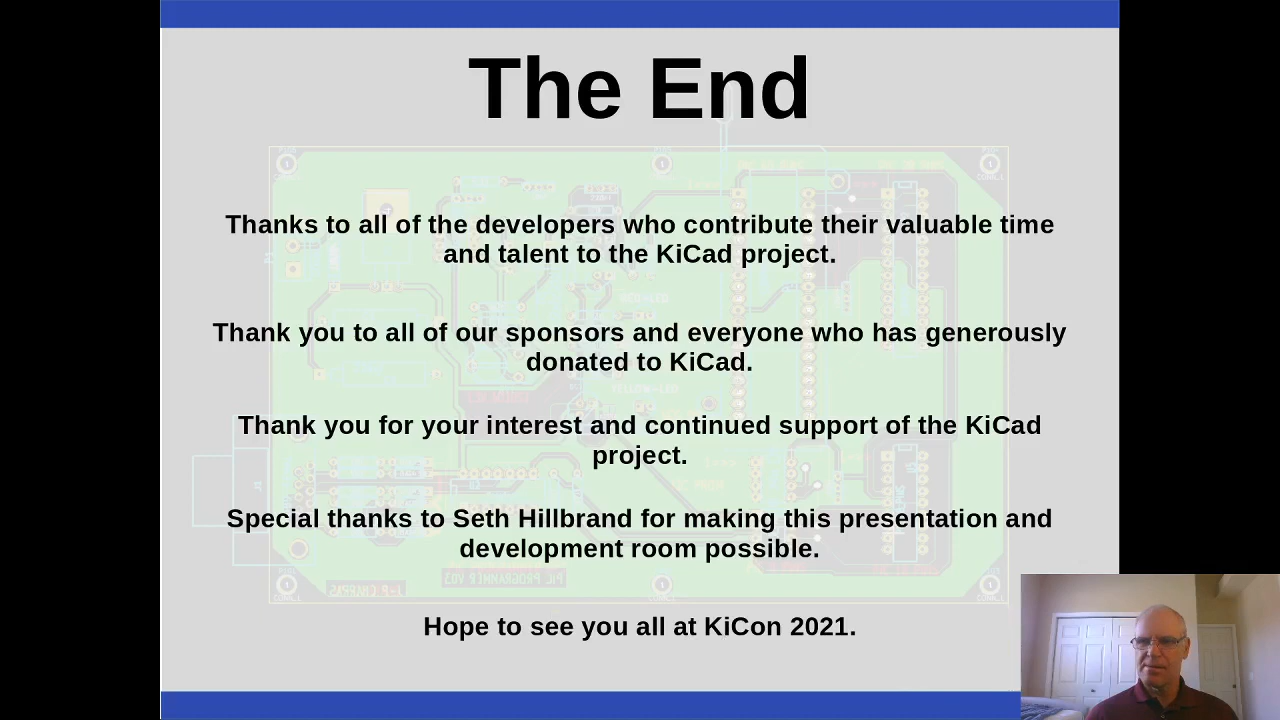 The End
Thanks to all of the developers who contribute their valuable time
and talent to the KiCad project.
Thank you to all of our sponsors and everyone who has generously
donated to KiCad.
Thank you for your interest and continued support of the KiCad
project.
Special thanks to Seth Hillbrand for making this presentation and
development room possible.
PIC PROGRAMMER V03
Hope to see you all at KiCon 2021.